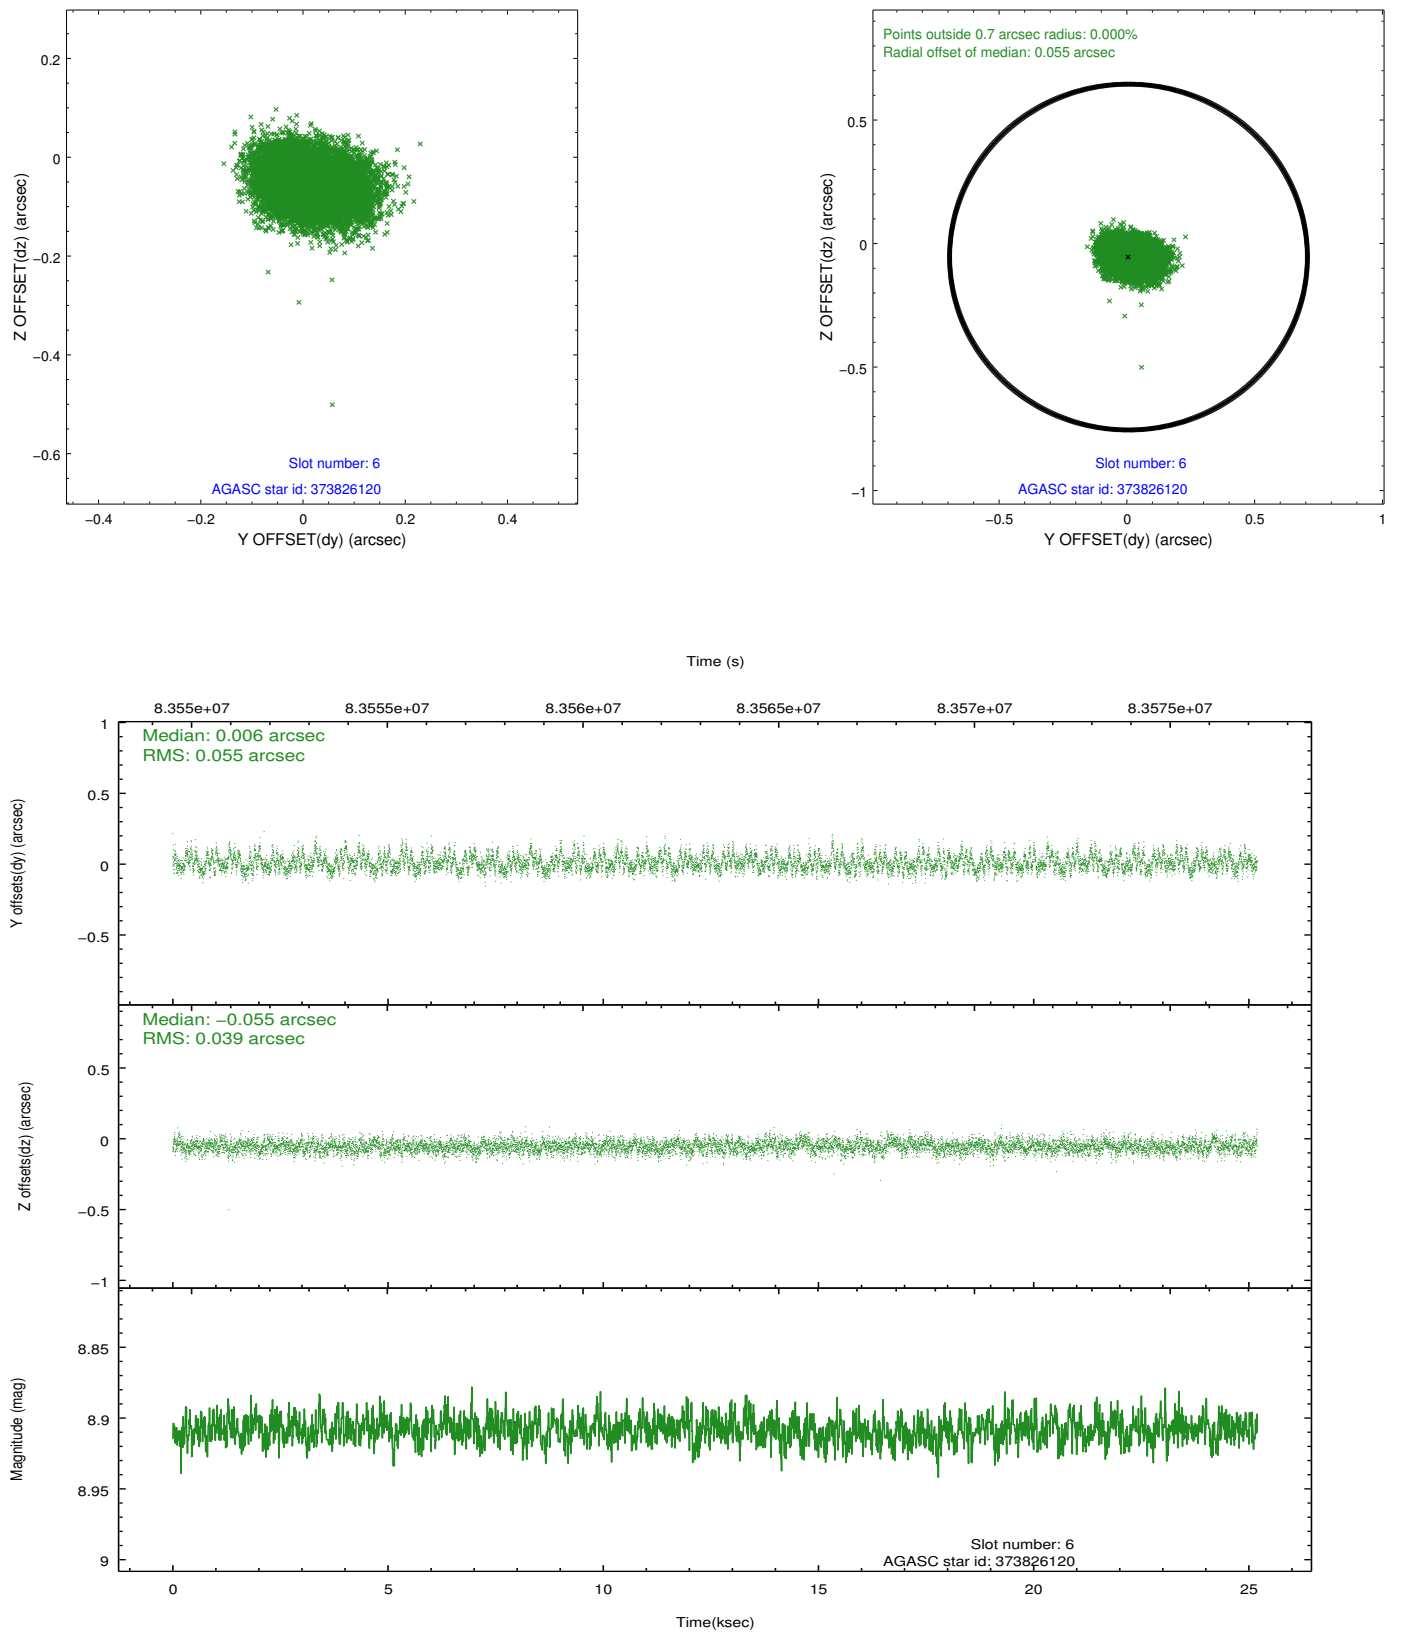 0.2
0
−0.2
−0.4
−0.6
Z OFFSET(dz) (arcsec)
Slot number: 6
AGASC star id: 373826120
−0.4
−0.2
0
0.2
0.4
Y OFFSET(dy) (arcsec)
Points outside 0.7 arcsec radius: 0.000%
Radial offset of median: 0.055 arcsec
0.5
0
−0.5
−1
Z OFFSET(dz) (arcsec)
Slot number: 6
AGASC star id: 373826120
−0.5
0
0.5
1
Y OFFSET(dy) (arcsec)
Time (s)
8.355e+07
8.3555e+07
8.356e+07
8.3565e+07
8.357e+07
8.3575e+07
Median: 0.006 arcsec
RMS: 0.055 arcsec
1
0.5
0
−0.5
Y offsets(dy) (arcsec)
Median: −0.055 arcsec
RMS: 0.039 arcsec
0.5
0
−0.5
−1
Z offsets(dz) (arcsec)
8.85
8.9
8.95
9
Magnitude (mag)
Slot number: 6
AGASC star id: 373826120
0
5
10
15
20
25
Time(ksec)